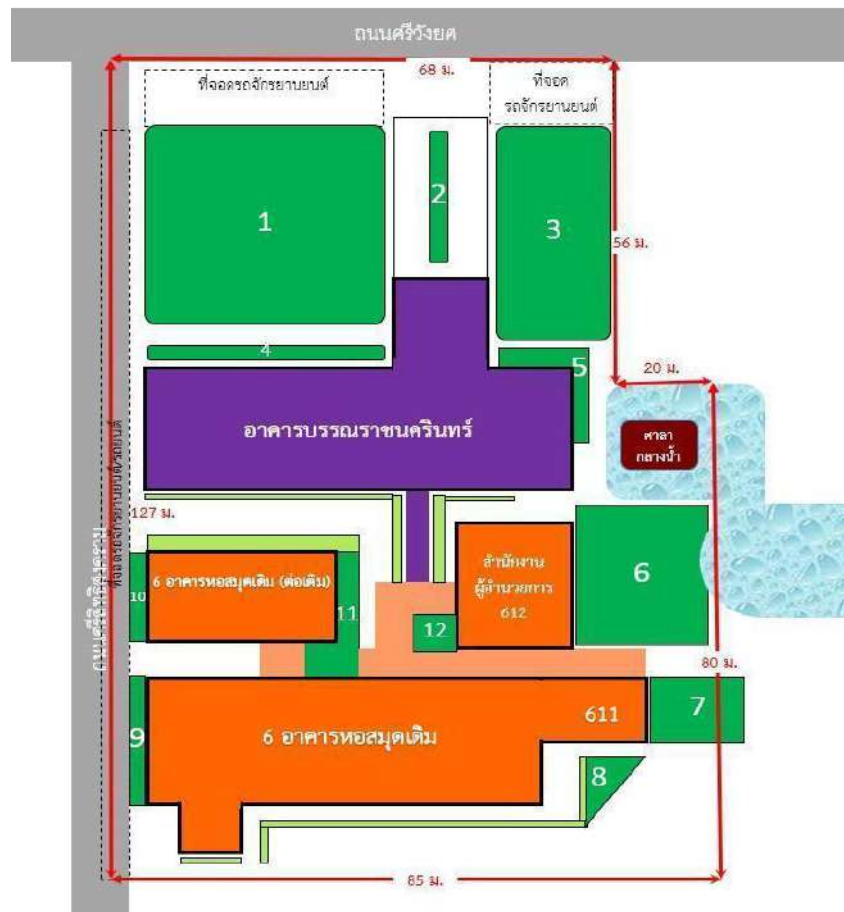 ถนนศรีวังยศ
68 ม.
ที่จอดรถจักรยานยนต์
ที่จอด
รถจักรยานยนต์
1
2
3
56 ม.
4
5
20 ม.
อาคารบรรณราชนครินทร์
ศาลา
กลางน้ำ
127 ม.
ที่จอดรถจักรยานยนต์/รถยนต์
6 อาคารหอสมุดเดิม (ต่อเติม)
สำนักงาน
ผู้อำนวยการ
612
6
10
11
12
80 ม.
9
6 อาคารหอสมุดเดิม
611
7
8
85 ม.